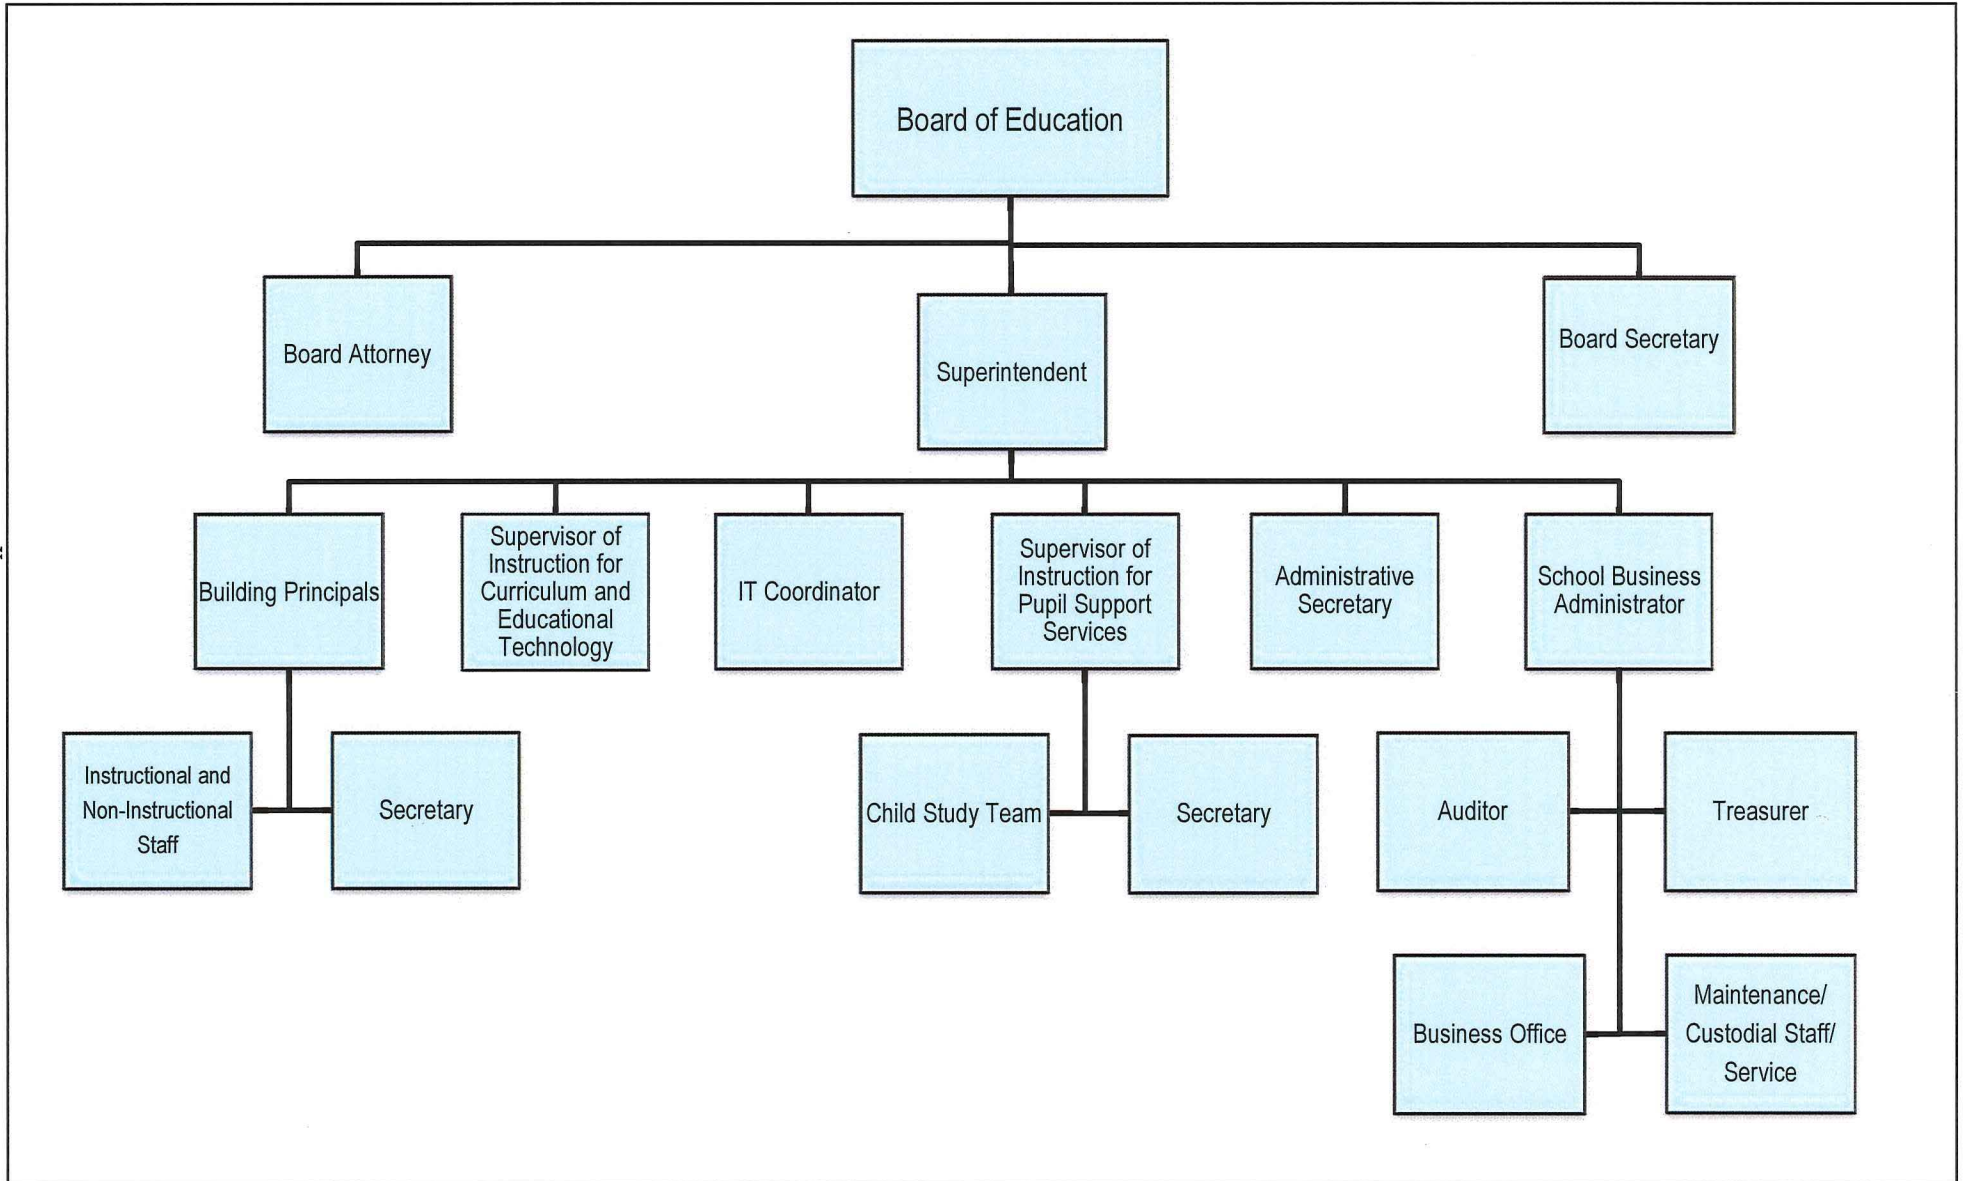 Board of Education
Board Attorney
Superintendent
Board Secretary
Building Principals
Supervisor of
Instruction for
Curriculum and
Educational
Technology
IT Coordinator
Supervisor of
Instruction for
Pupil Support
Services
Administrative
Secretary
School Business
Administrator
Instructional and
Non-Instructional
Staff
Secretary
Child Study Team
Secretary
Auditor
Treasurer
Business Office
Maintenance/
Custodial Staff/
Service